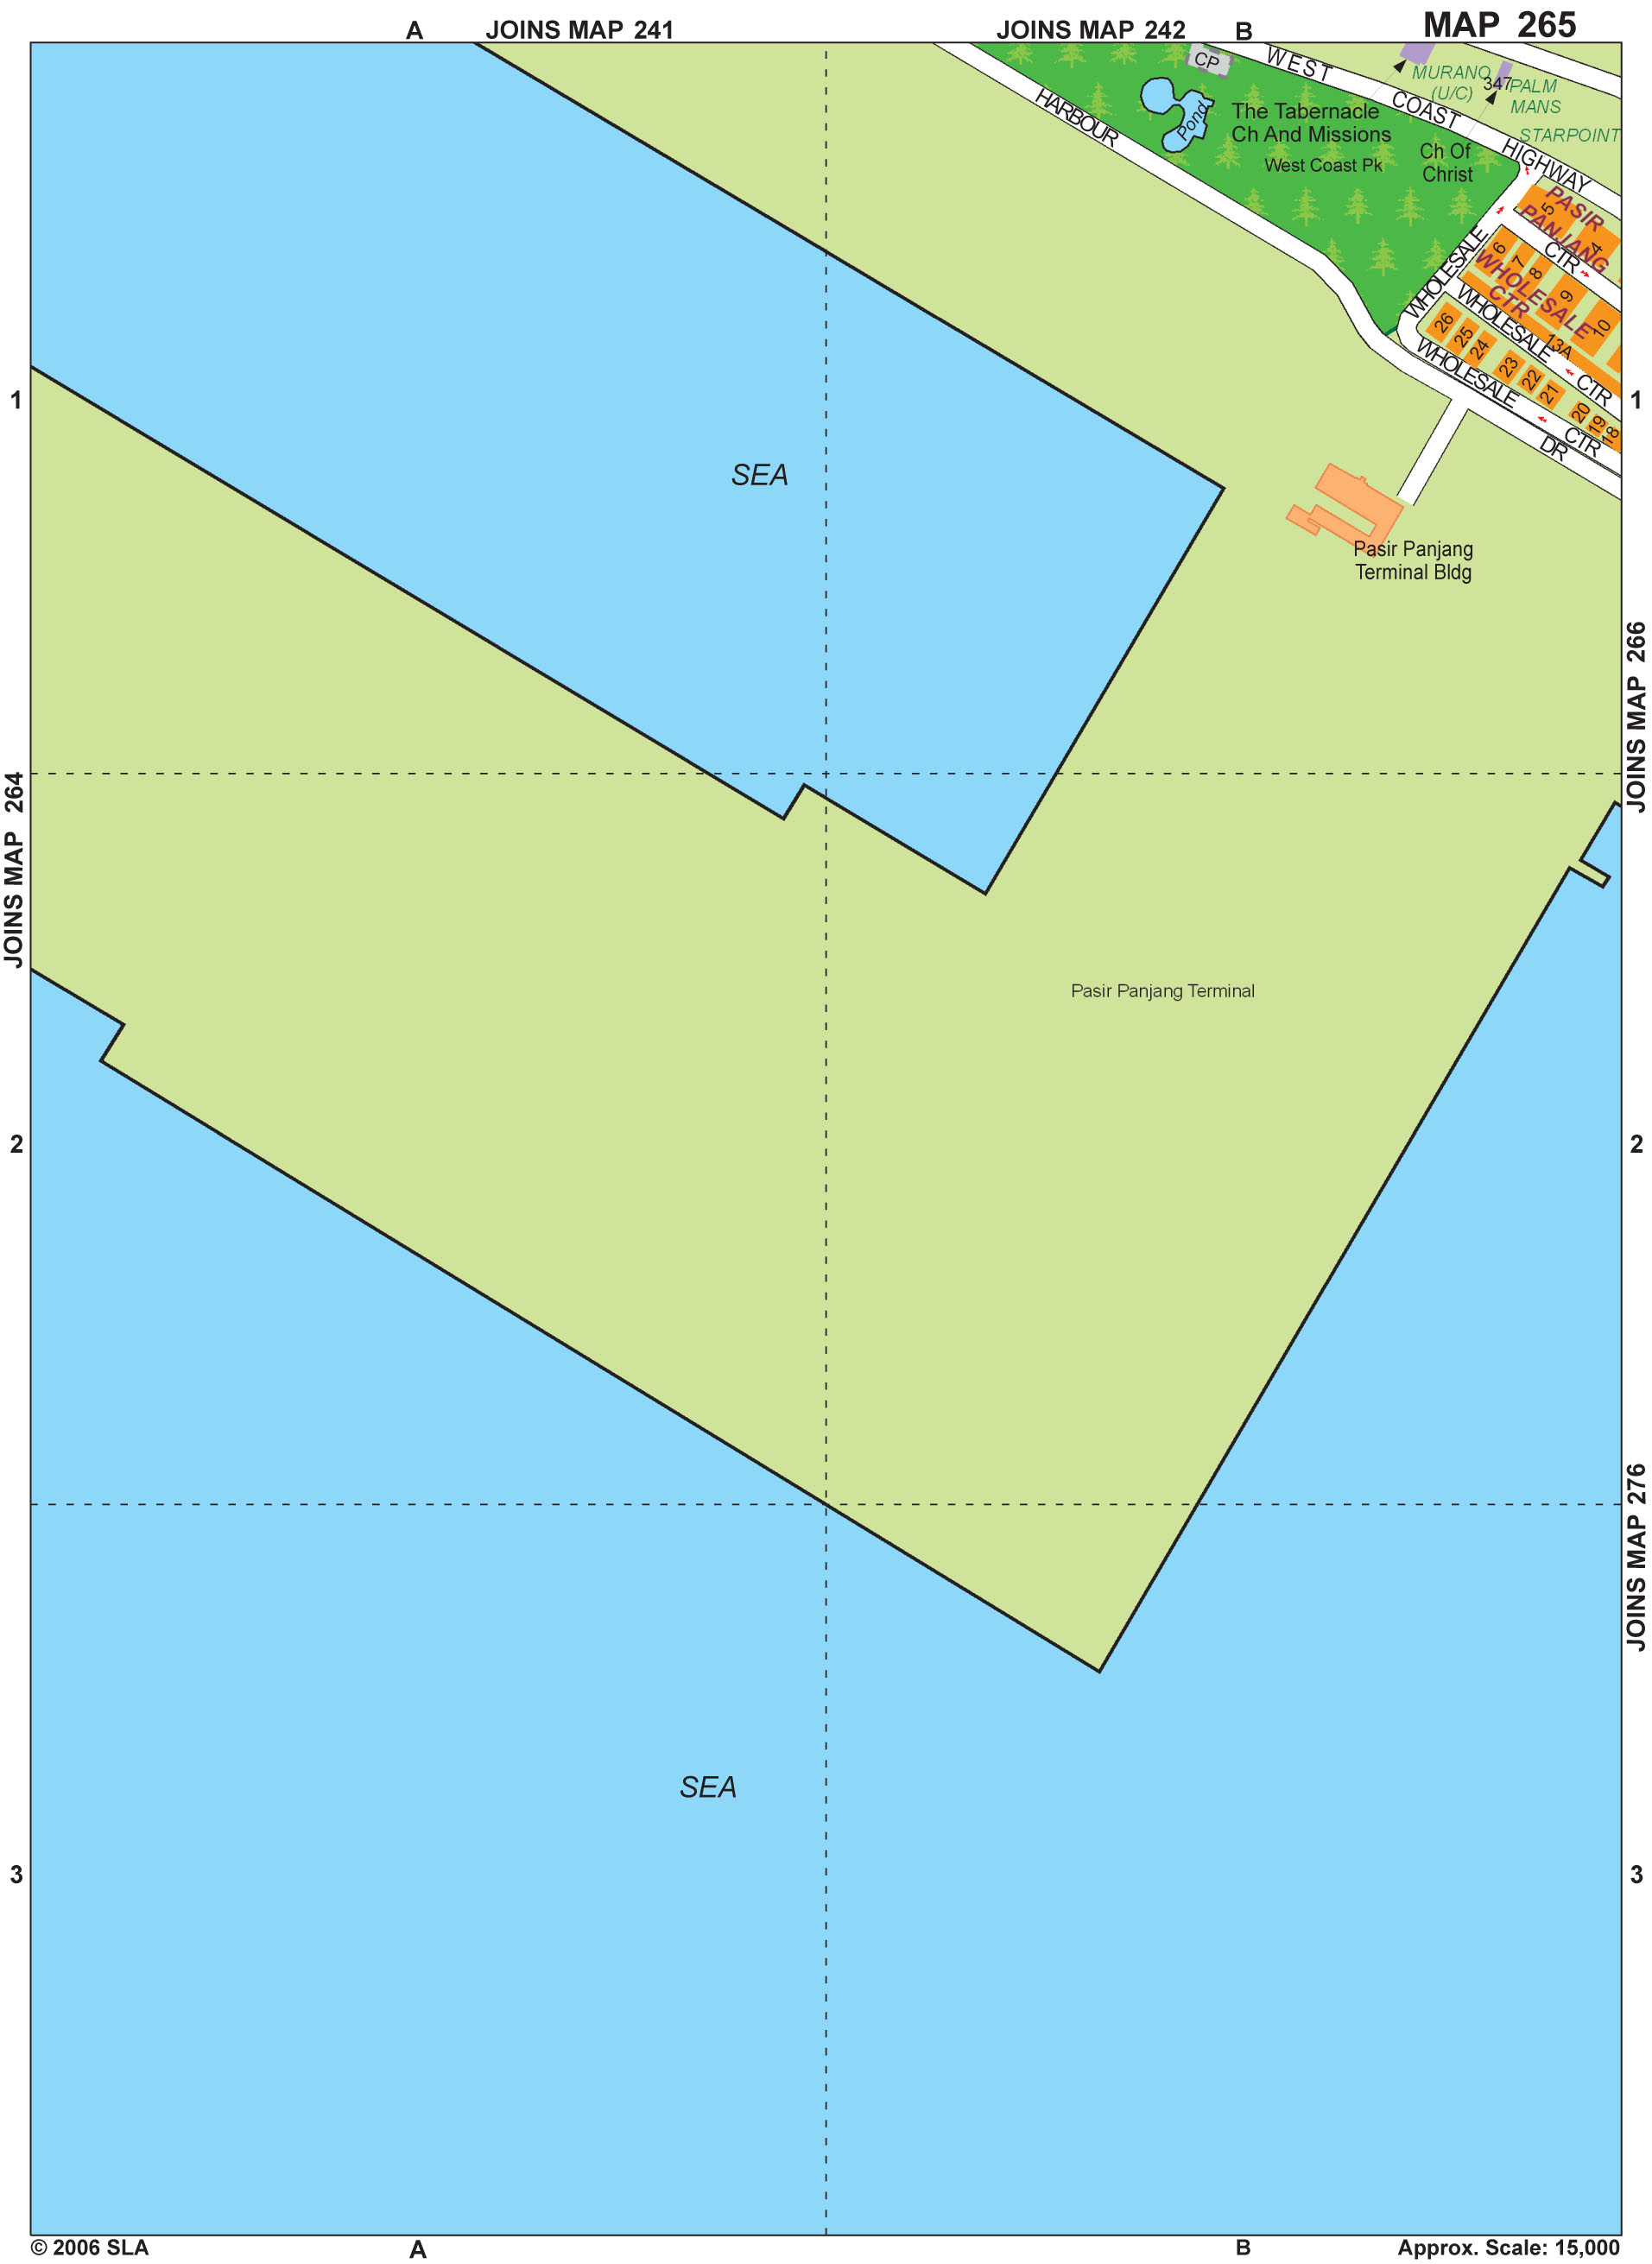 A JOINS MAP 241 JOINS MAP 242 B MAP 265
CP
WEST
COAST
HIGHWAY
MURANO
(U/C)
347
PALM
MANS
STARPOINT
HARBOUR
DR
Pond
The Tabernacle
Ch And Missions
West Coast Pk
Ch Of
Christ
PASIR
PANJANG
WHOLESALE
CTR
5
4
CTR
WHOLESALE
6
7
8
9
10
13A
WHOLESALE
CTR
26
25
24
23
22
21
20
19
18
WHOLESALE
CTR
1
1
SEA
Pasir Panjang
Terminal Bldg
JOINS MAP 266
JOINS MAP 264
Pasir Panjang Terminal
2
2
JOINS MAP 276
SEA
3
3
© 2006 SLA A B Approx. Scale: 15,000